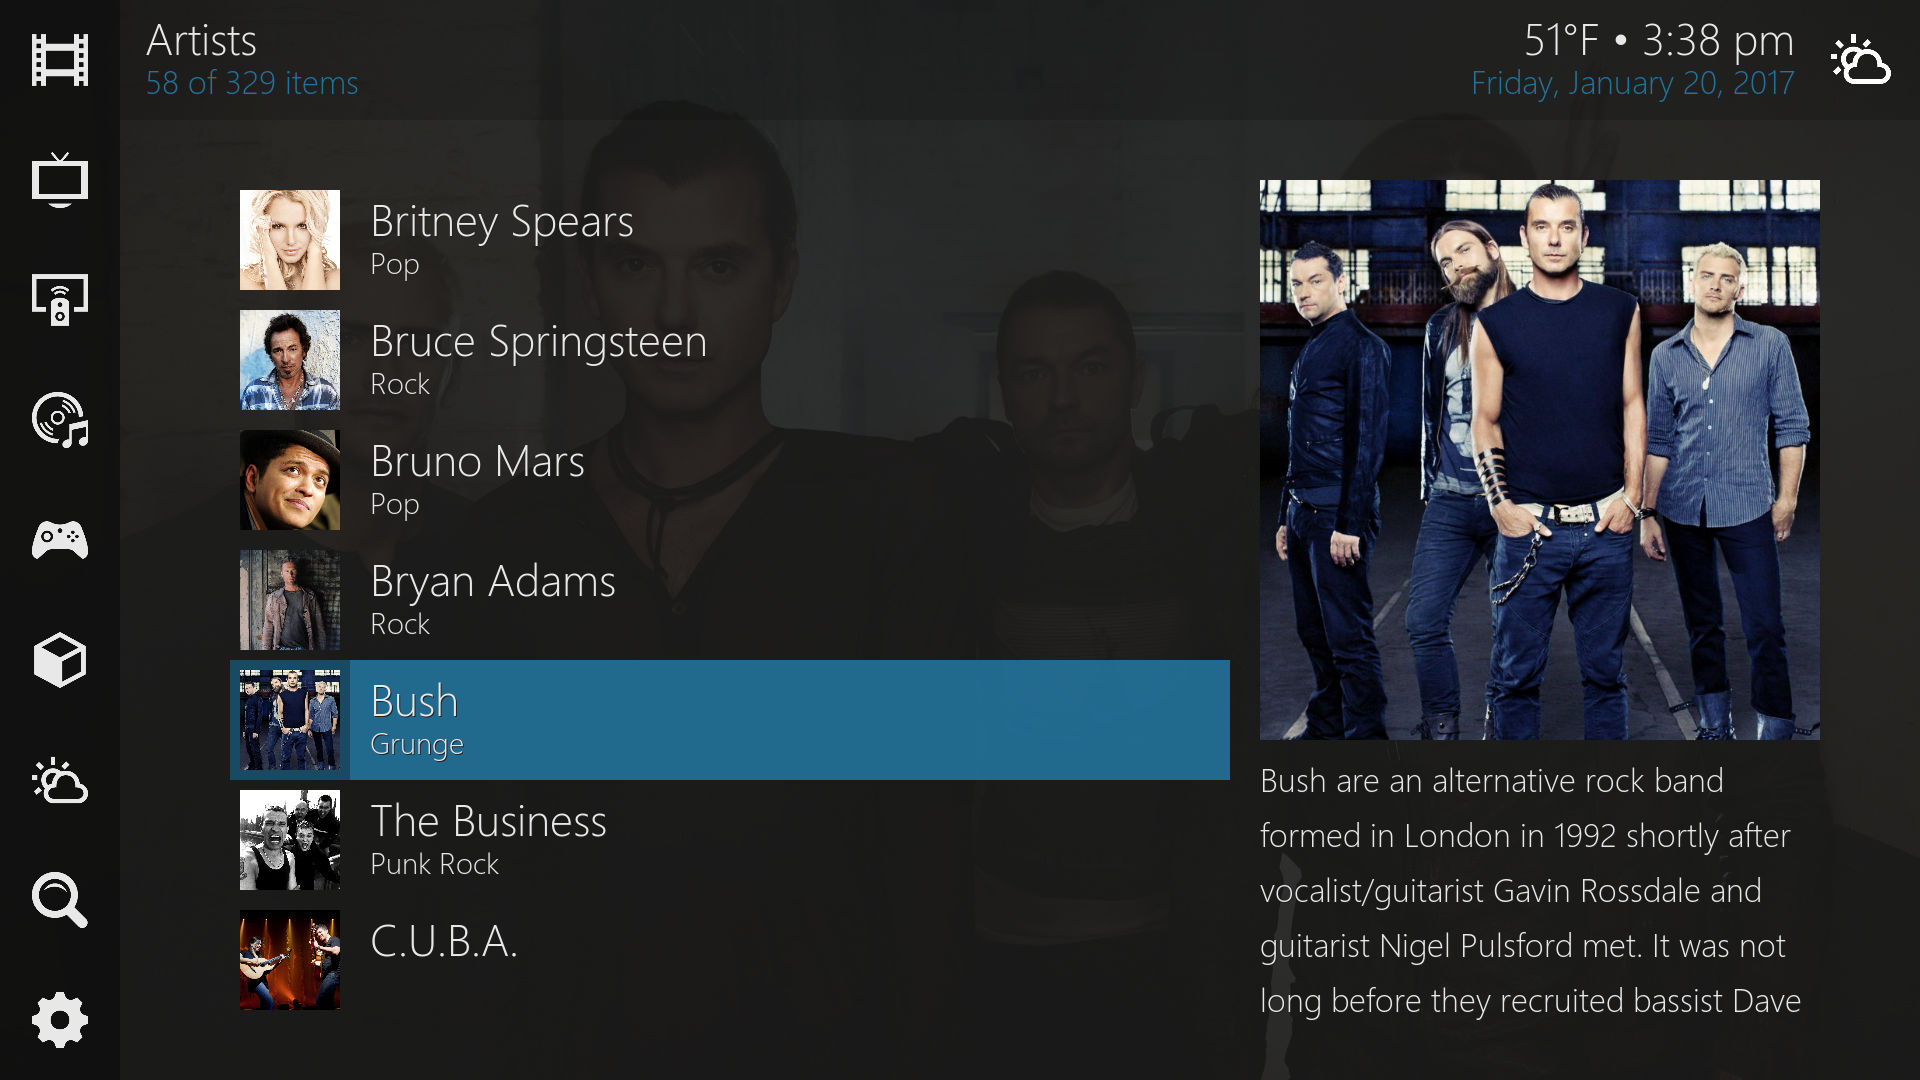 Artists
58 of 329 items
51°F • 3:38 pm
Friday, January 20, 2017
Britney Spears
Pop
Bruce Springsteen
Rock
Bruno Mars
Pop
Bryan Adams
Rock
Bush
Grunge
The Business
Punk Rock
C.U.B.A.
Bush are an alternative rock band
formed in London in 1992 shortly after
vocalist/guitarist Gavin Rossdale and
guitarist Nigel Pulsford met. It was not
long before they recruited bassist Dave